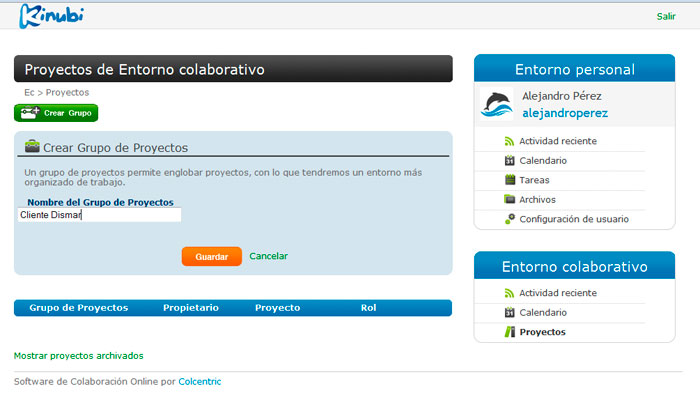 Kinubi
Salir
Proyectos de Entorno colaborativo
Ec > Proyectos
Crear Grupo
Crear Grupo de Proyectos
Un grupo de proyectos permite englobar proyectos, con lo que tendremos un entorno más
organizado de trabajo.
Nombre del Grupo de Proyectos
Cliente Dismar
Guardar Cancelar
Grupo de Proyectos Propietario Proyecto Rol
Mostrar proyectos archivados
Software de Colaboración Online por Colcentric
Entorno personal
Alejandro Pérez
alejandroperez
Actividad reciente
31 Calendario
Tareas
Archivos
Configuración de usuario
Entorno colaborativo
Actividad reciente
31 Calendario
Proyectos